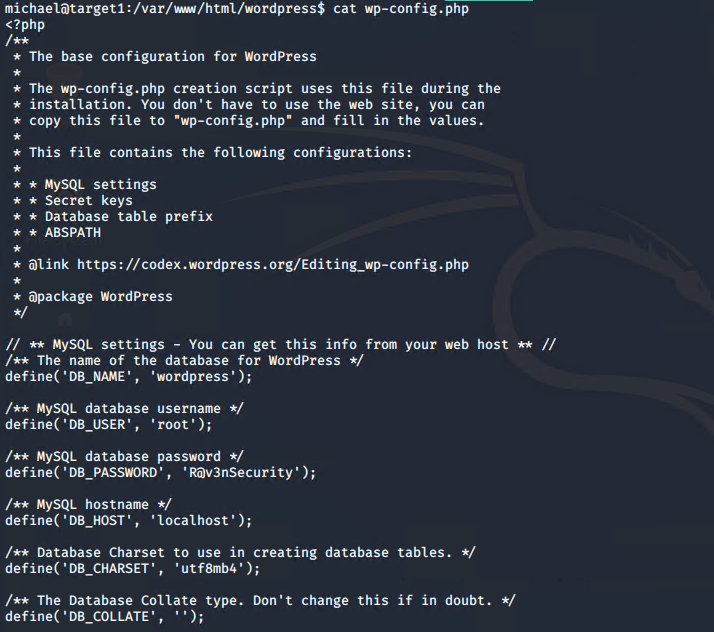 michael@target1:/var/www/html/wordpress$ cat wp-config.php
<?php
/**
 * The base configuration for WordPress
 *
 * The wp-config.php creation script uses this file during the
 * installation. You don't have to use the web site, you can
 * copy this file to "wp-config.php" and fill in the values.
 *
 * This file contains the following configurations:
 *
 * * MySQL settings
 * * Secret keys
 * * Database table prefix
 * * ABSPATH
 *
 * @link https://codex.wordpress.org/Editing_wp-config.php
 *
 * @package WordPress
 */

// ** MySQL settings - You can get this info from your web host ** //
/** The name of the database for WordPress */
define('DB_NAME', 'wordpress');

/** MySQL database username */
define('DB_USER', 'root');

/** MySQL database password */
define('DB_PASSWORD', 'R@v3nSecurity');

/** MySQL hostname */
define('DB_HOST', 'localhost');

/** Database Charset to use in creating database tables. */
define('DB_CHARSET', 'utf8mb4');

/** The Database Collate type. Don't change this if in doubt. */
define('DB_COLLATE', '');